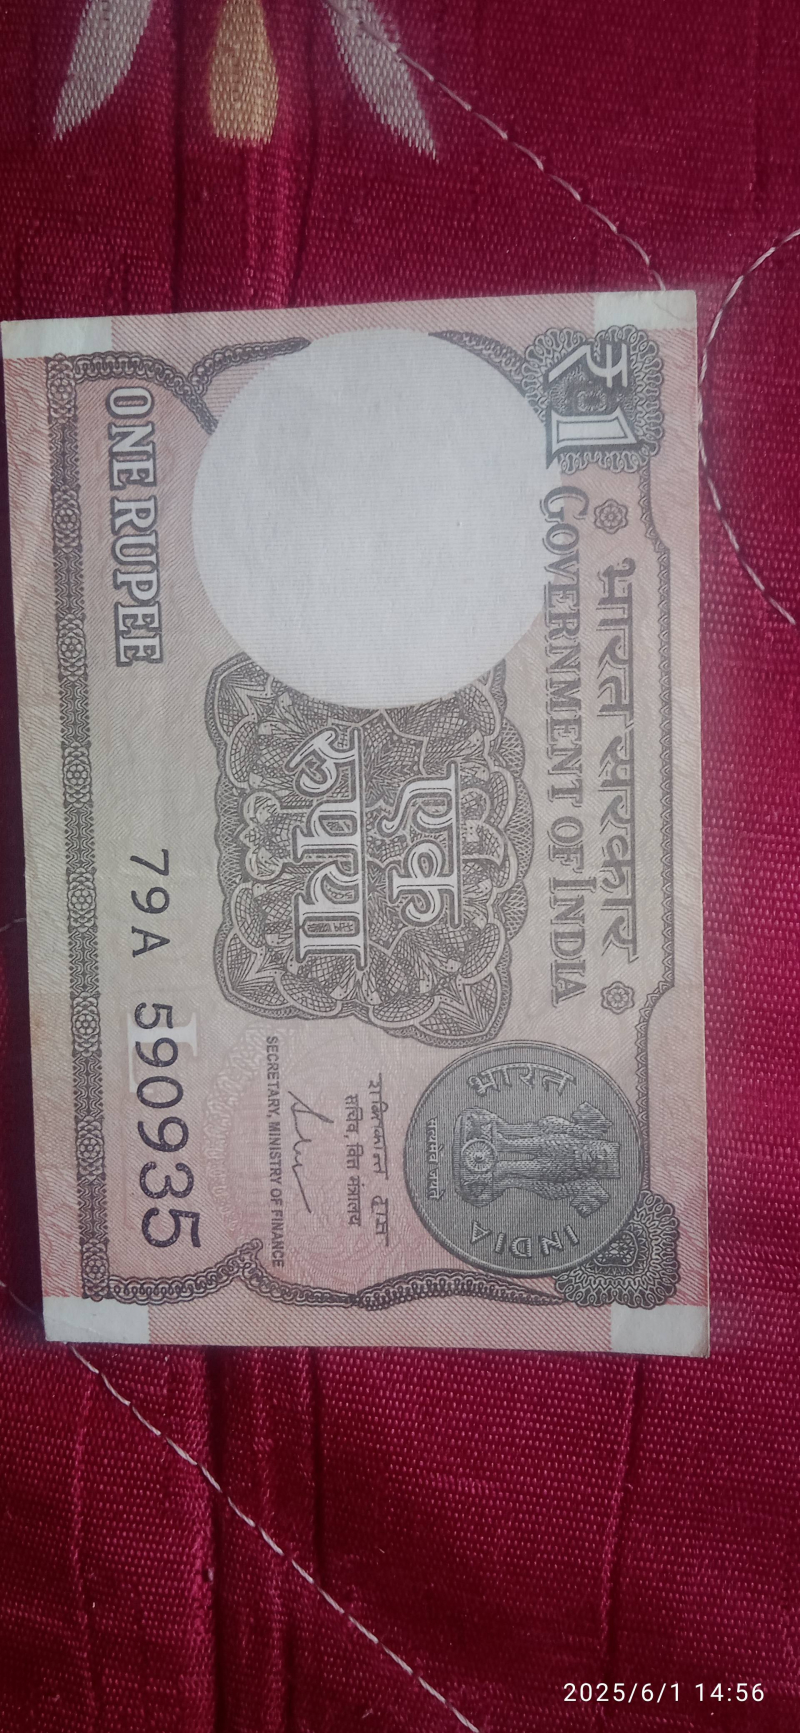 ₹1
भारत सरकार
GOVERNMENT OF INDIA
एक
रुपया
भारत
INDIA
सत्यमेव जयते
शक्तिकान्त दास
सचिव, वित्त मंत्रालय
SECRETARY, MINISTRY OF FINANCE
ONE RUPEE
L
79A 590935
2025/6/1 14:56